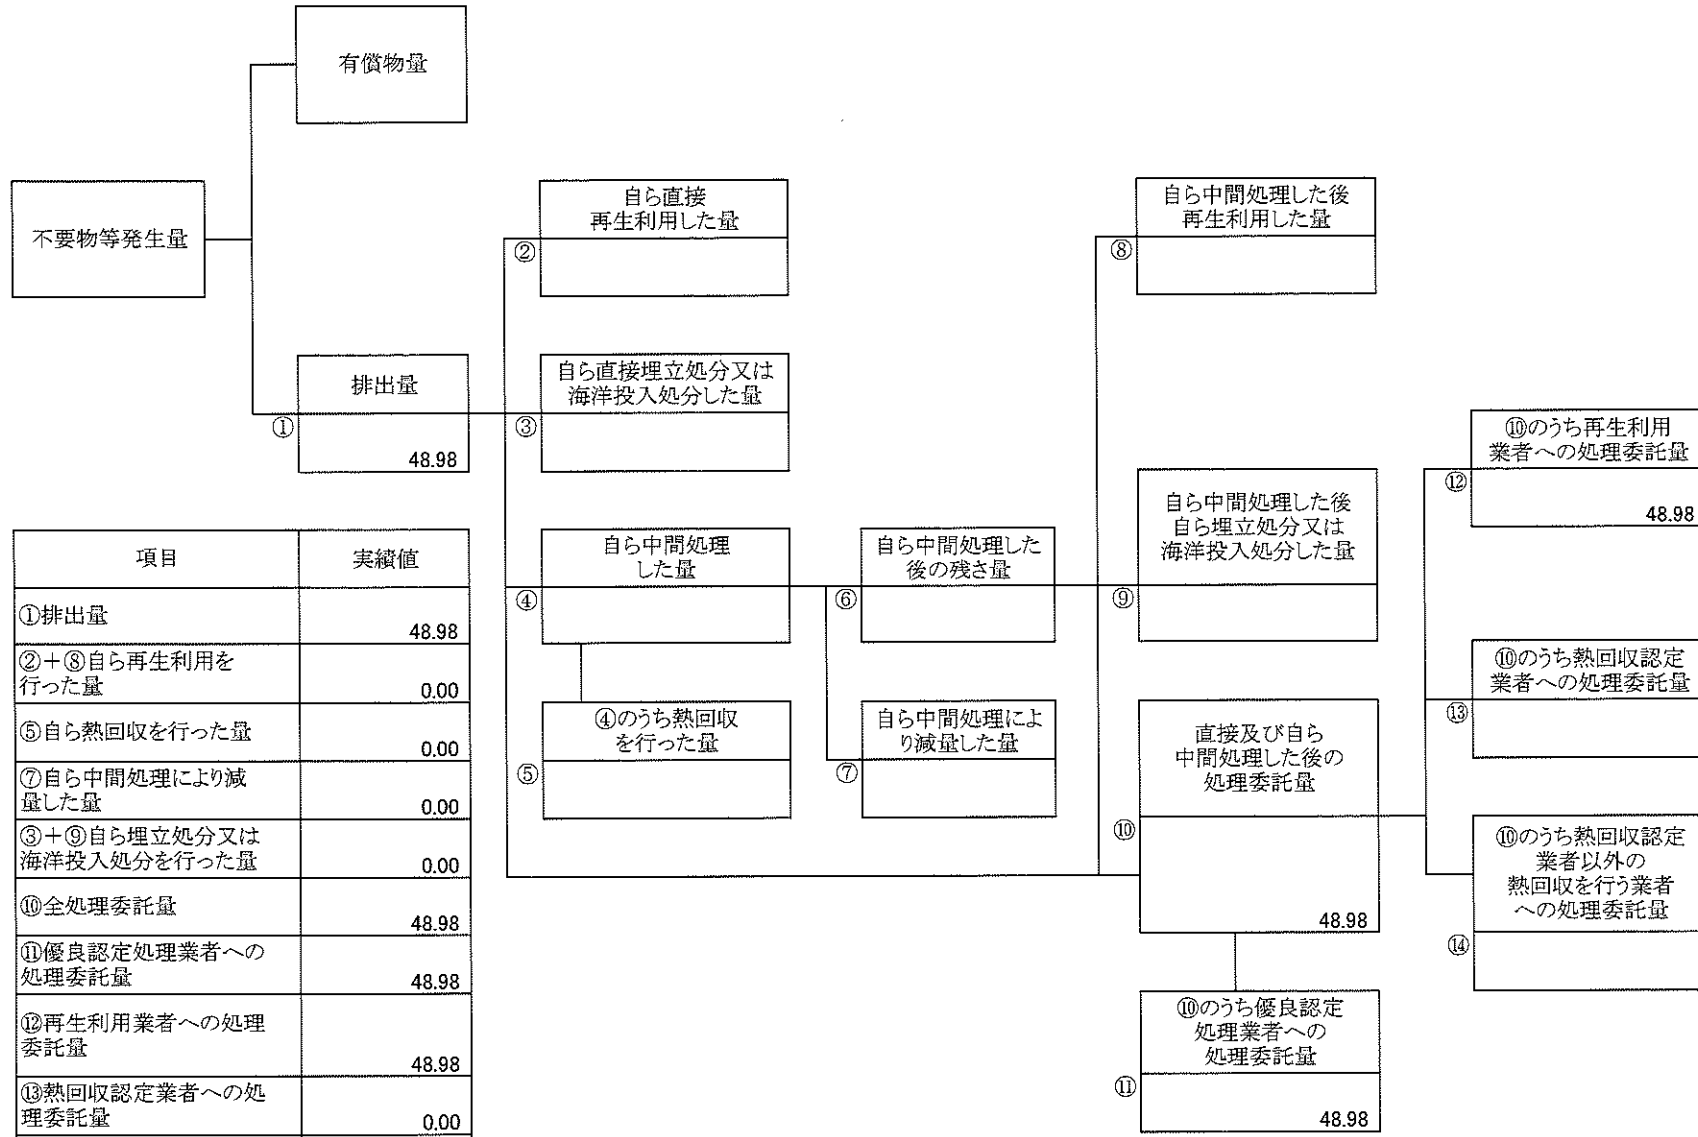 有償物量
不要物等発生量
自ら直接
再生利用した量
②
自ら中間処理した後
再生利用した量
⑧
排出量
①
48.98
自ら直接埋立処分又は
海洋投入処分した量
③
⑩のうち再生利用
業者への処理委託量
⑫
48.98
自ら中間処理
した量
④
自ら中間処理した
後の残さ量
⑥
自ら中間処理した後
自ら埋立処分又は
海洋投入処分した量
⑨
⑩のうち熱回収認定
業者への処理委託量
⑬
④のうち熱回収
を行った量
⑤
自ら中間処理によ
り減量した量
⑦
直接及び自ら
中間処理した後の
処理委託量
⑩
48.98
⑩のうち熱回収認定
業者以外の
熱回収を行う業者
への処理委託量
⑭
⑩のうち優良認定
処理業者への
処理委託量
⑪
48.98
項目 実績値
①排出量 48.98
②+⑧自ら再生利用を
行った量 0.00
⑤自ら熱回収を行った量 0.00
⑦自ら中間処理により減
量した量 0.00
③+⑨自ら埋立処分又は
海洋投入処分を行った量 0.00
⑩全処理委託量 48.98
⑪優良認定処理業者への
処理委託量 48.98
⑫再生利用業者への処理
委託量 48.98
⑬熱回収認定業者への処
理委託量 0.00